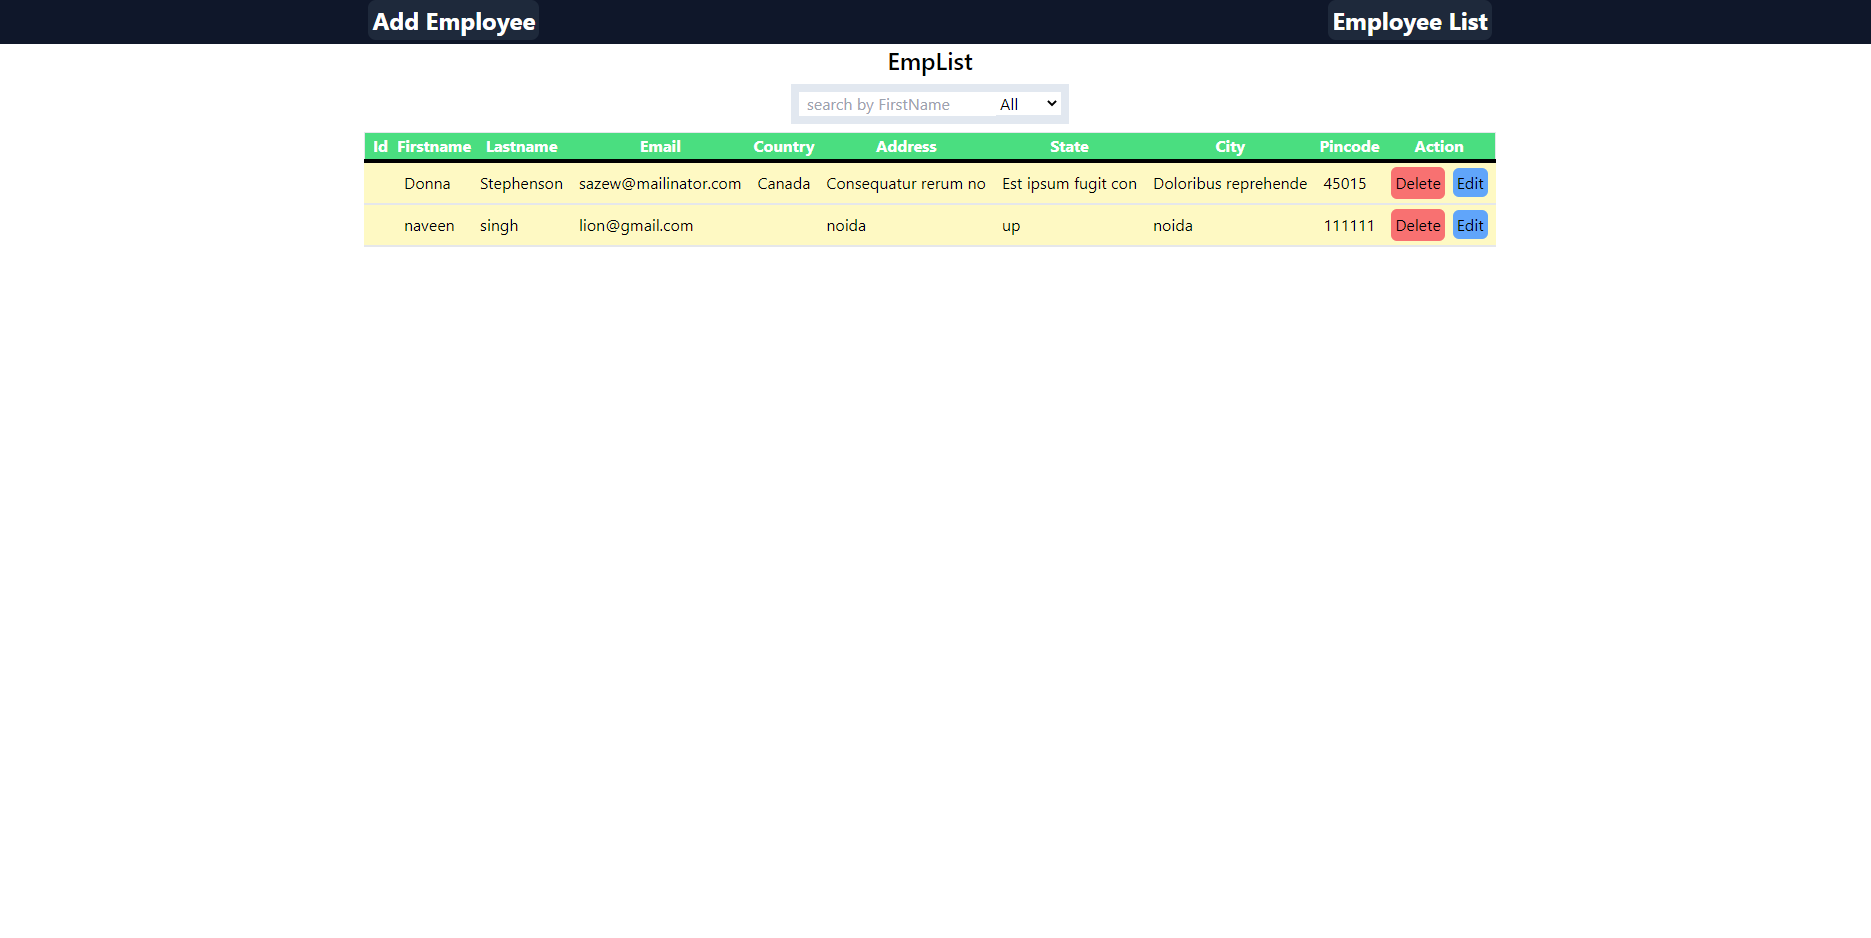 Add Employee Employee List
EmpList
search by FirstName All
Id Firstname Lastname Email Country Address State City Pincode Action
Donna Stephenson sazew@mailinator.com Canada Consequatur rerum no Est ipsum fugit con Doloribus reprehende 45015 Delete Edit
naveen singh lion@gmail.com noida up noida 111111 Delete Edit